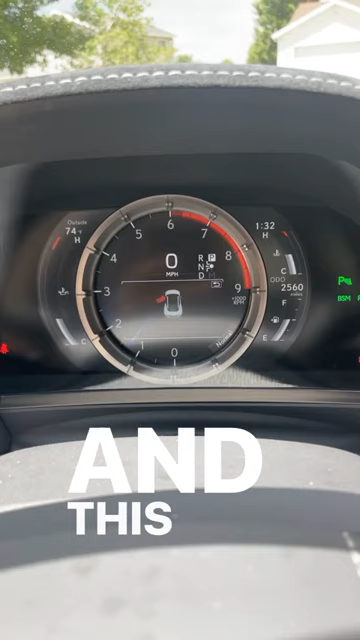 Outside
74°F
H
C
0
1
2
3
4
5
6
7
8
9
×1000
RPM
0
MPH
R
N
D
P
Normal
1:32
H
C
ODO
2560
miles
F
E
BSM
AND
THIS